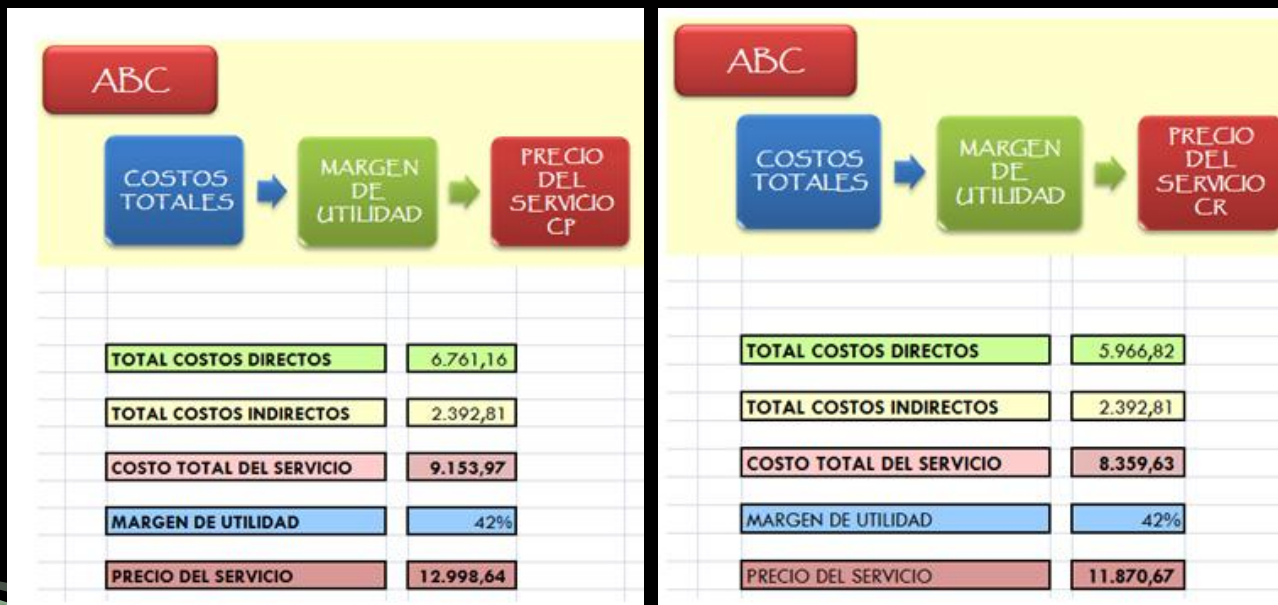 ABC
COSTOS
TOTALES
MARGEN
DE
UTILIDAD
PRECIO
DEL
SERVICIO
CP
TOTAL COSTOS DIRECTOS 6.761,16
TOTAL COSTOS INDIRECTOS 2.392,81
COSTO TOTAL DEL SERVICIO 9.153,97
MARGEN DE UTILIDAD 42%
PRECIO DEL SERVICIO 12.998,64
ABC
COSTOS
TOTALES
MARGEN
DE
UTILIDAD
PRECIO
DEL
SERVICIO
CR
TOTAL COSTOS DIRECTOS 5.966,82
TOTAL COSTOS INDIRECTOS 2.392,81
COSTO TOTAL DEL SERVICIO 8.359,63
MARGEN DE UTILIDAD 42%
PRECIO DEL SERVICIO 11.870,67